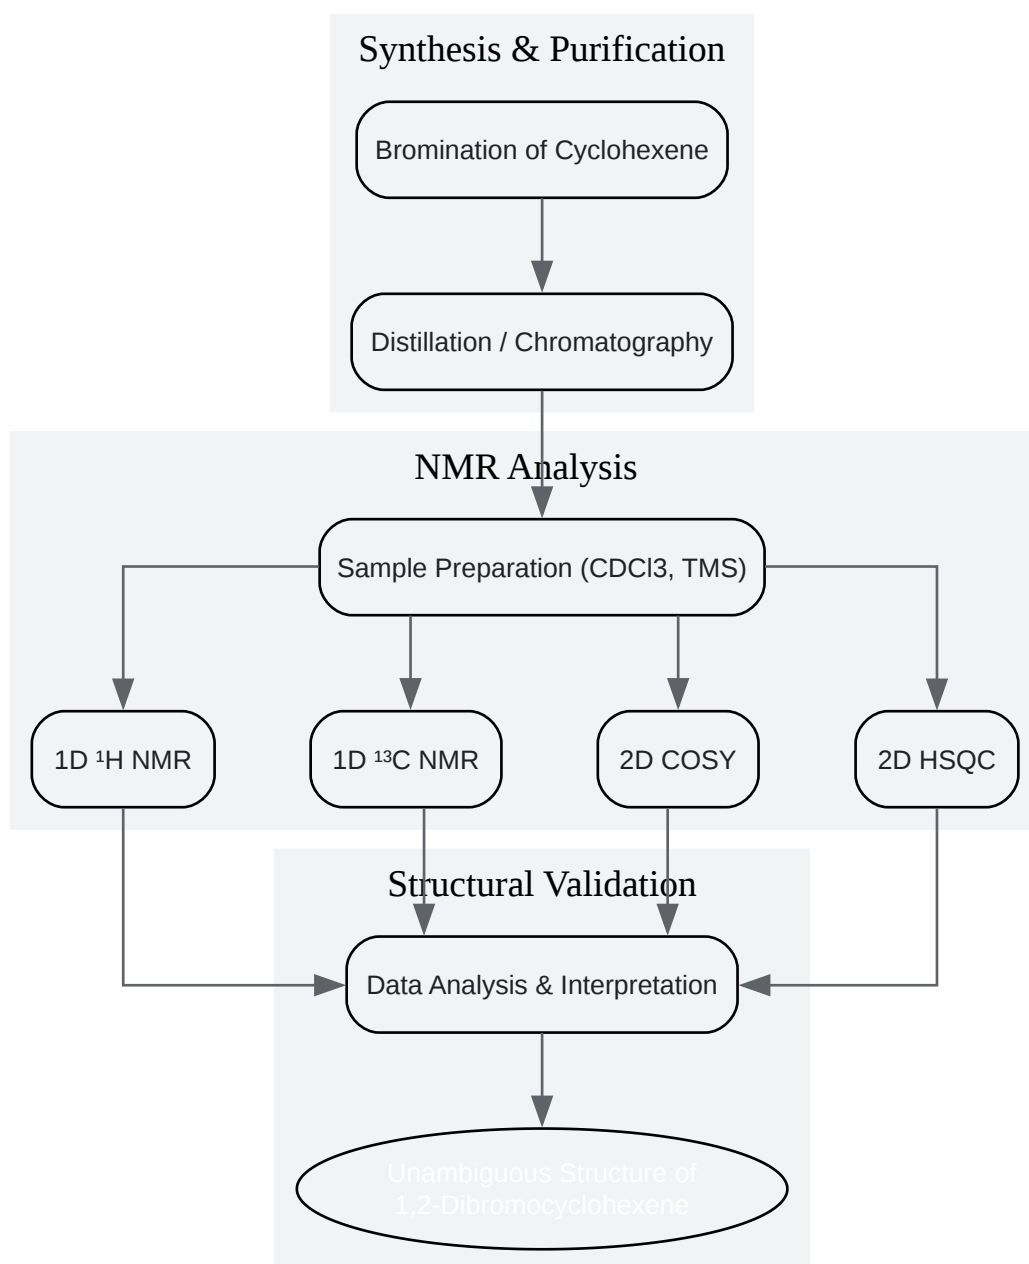 Synthesis & Purification
Bromination of Cyclohexene
Distillation / Chromatography
NMR Analysis
Sample Preparation (CDCl3, TMS)
1D ¹H NMR
1D ¹³C NMR
2D COSY
2D HSQC
Structural Validation
Data Analysis & Interpretation
Unambiguous Structure of
1,2-Dibromocyclohexene